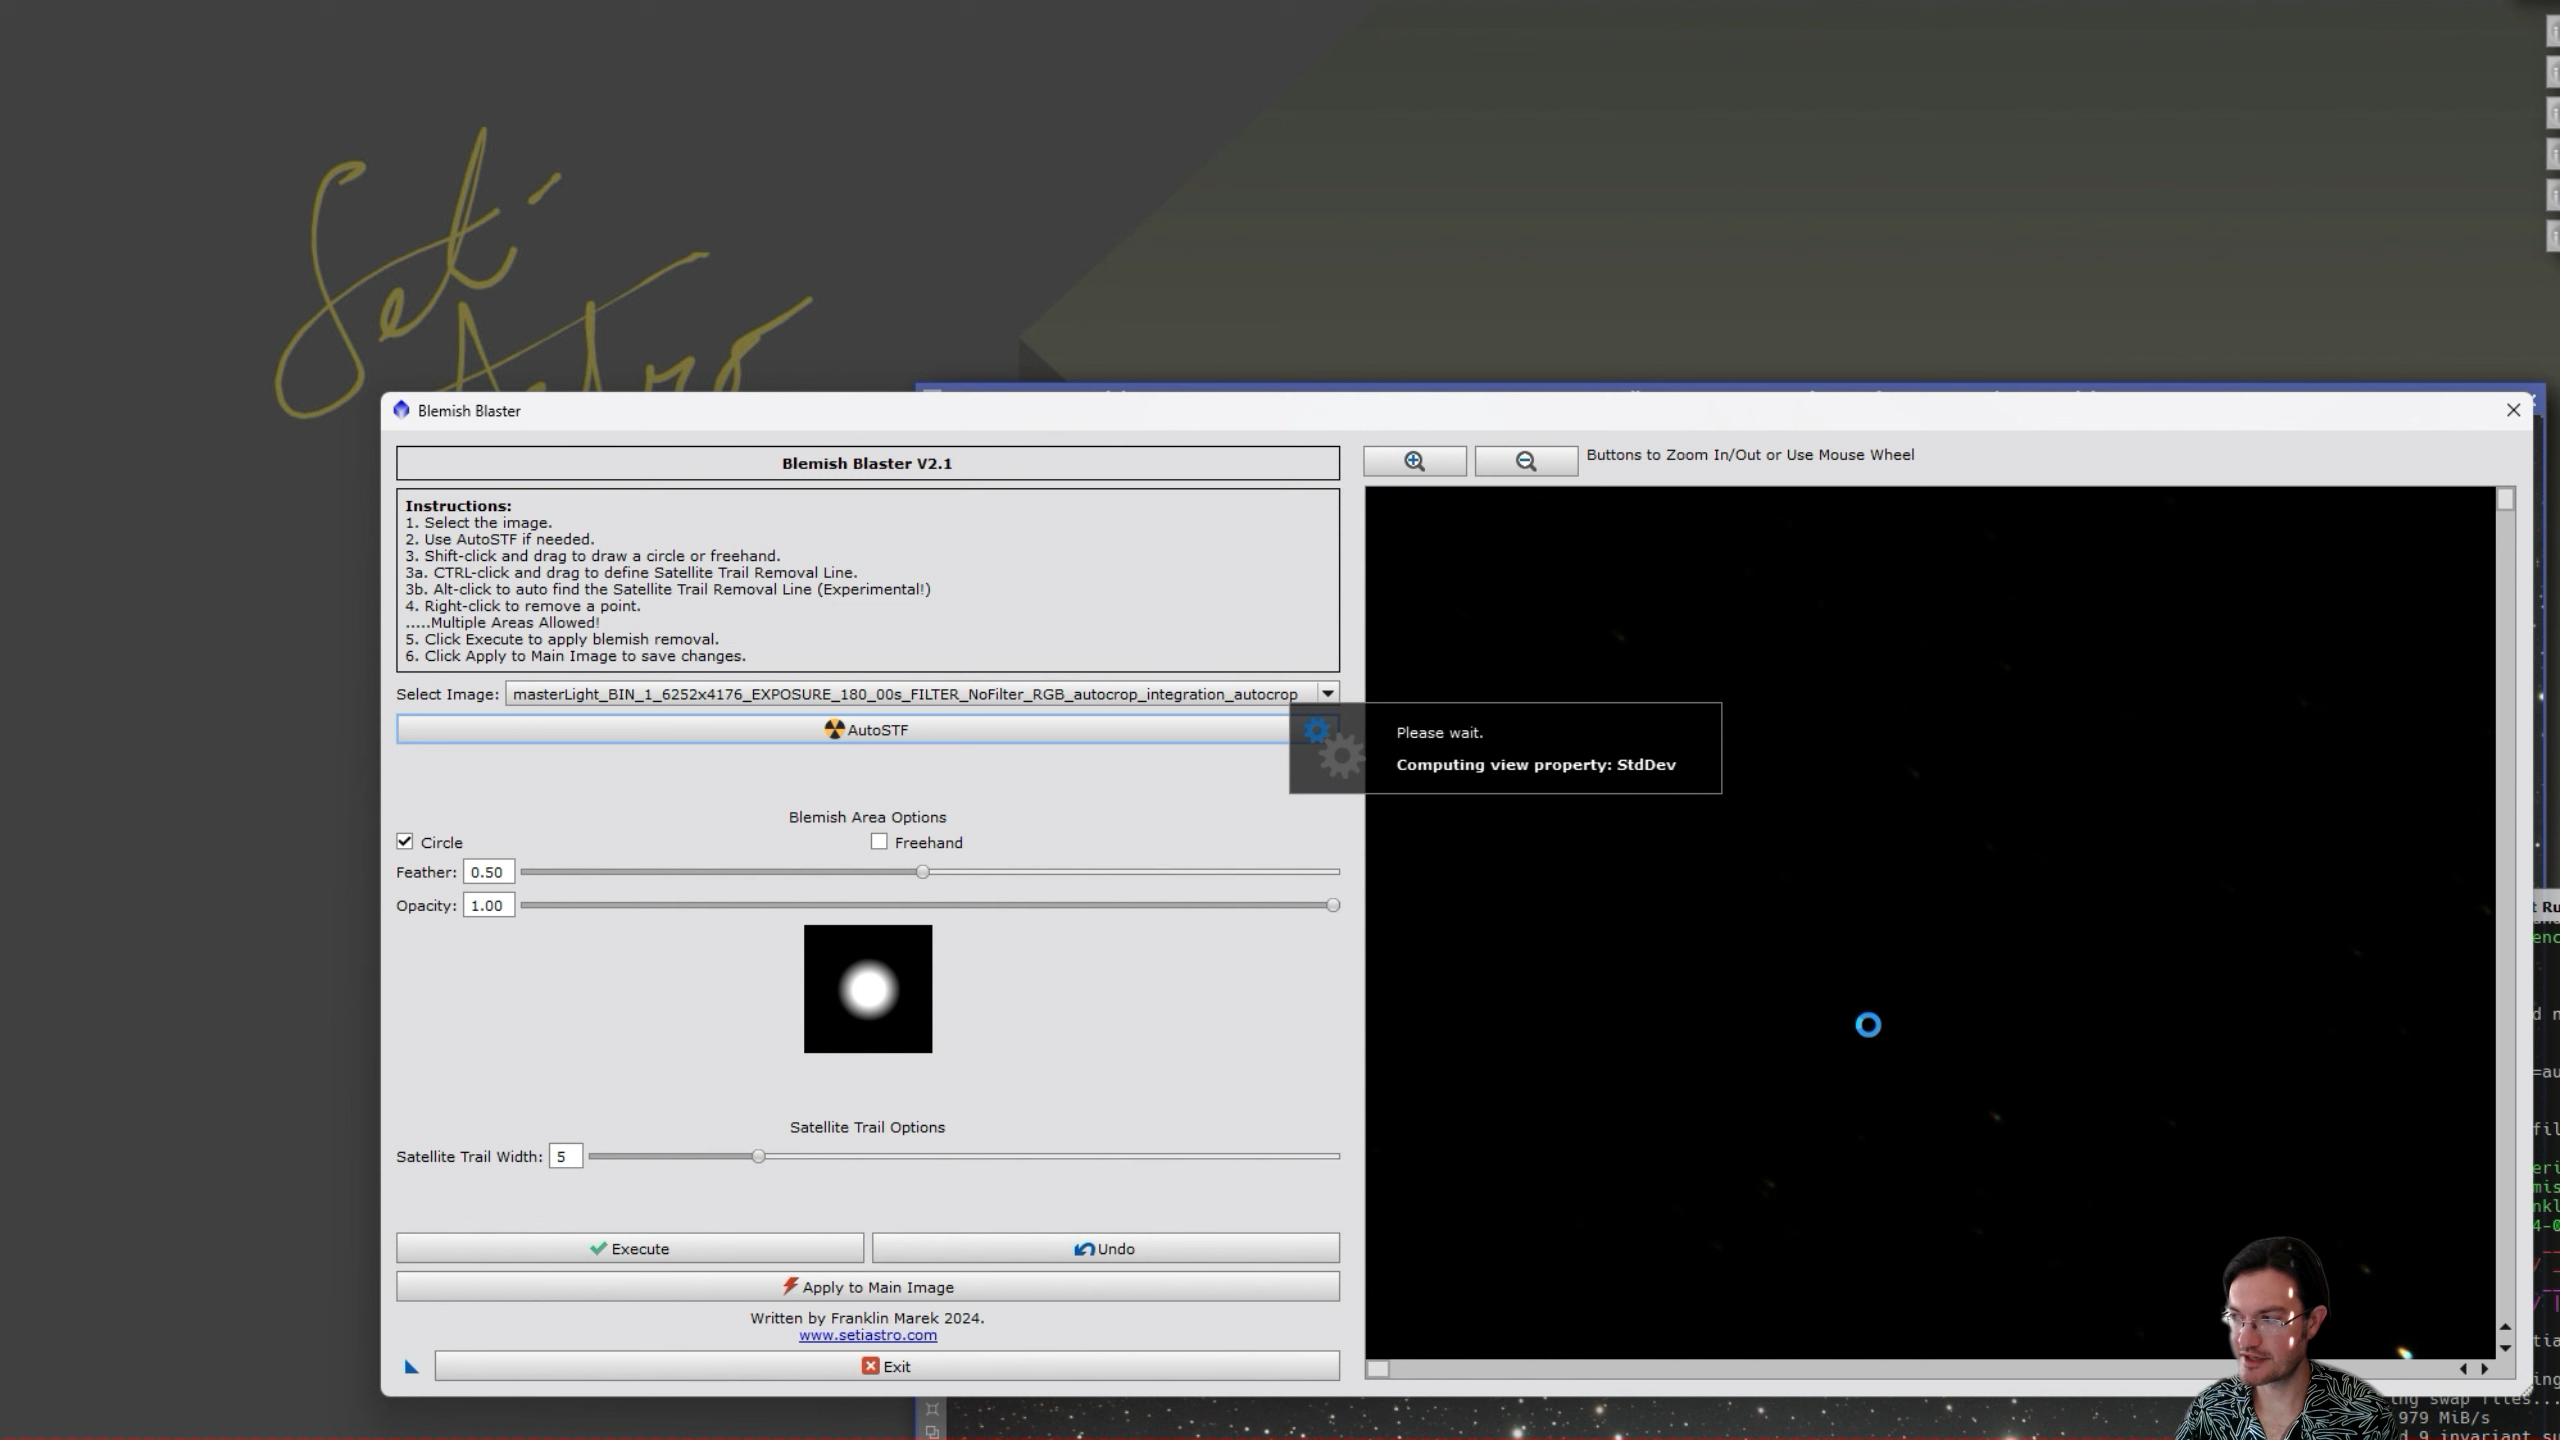 Seti
Astro
Blemish Blaster
Blemish Blaster V2.1
Buttons to Zoom In/Out or Use Mouse Wheel
Instructions:
1. Select the image.
2. Use AutoSTF if needed.
3. Shift-click and drag to draw a circle or freehand.
3a. CTRL-click and drag to define Satellite Trail Removal Line.
3b. Alt-click to auto find the Satellite Trail Removal Line (Experimental!)
4. Right-click to remove a point.
.....Multiple Areas Allowed!
5. Click Execute to apply blemish removal.
6. Click Apply to Main Image to save changes.
Select Image: masterLight_BIN_1_6252x4176_EXPOSURE_180_00s_FILTER_NoFilter_RGB_autocrop_integration_autocrop
AutoSTF
Please wait.
Computing view property: StdDev
Blemish Area Options
Circle
Freehand
Feather: 0.50
Opacity: 1.00
Satellite Trail Options
Satellite Trail Width: 5
Execute
Undo
Apply to Main Image
Written by Franklin Marek 2024.
www.setiastro.com
Exit
979 MiB/s